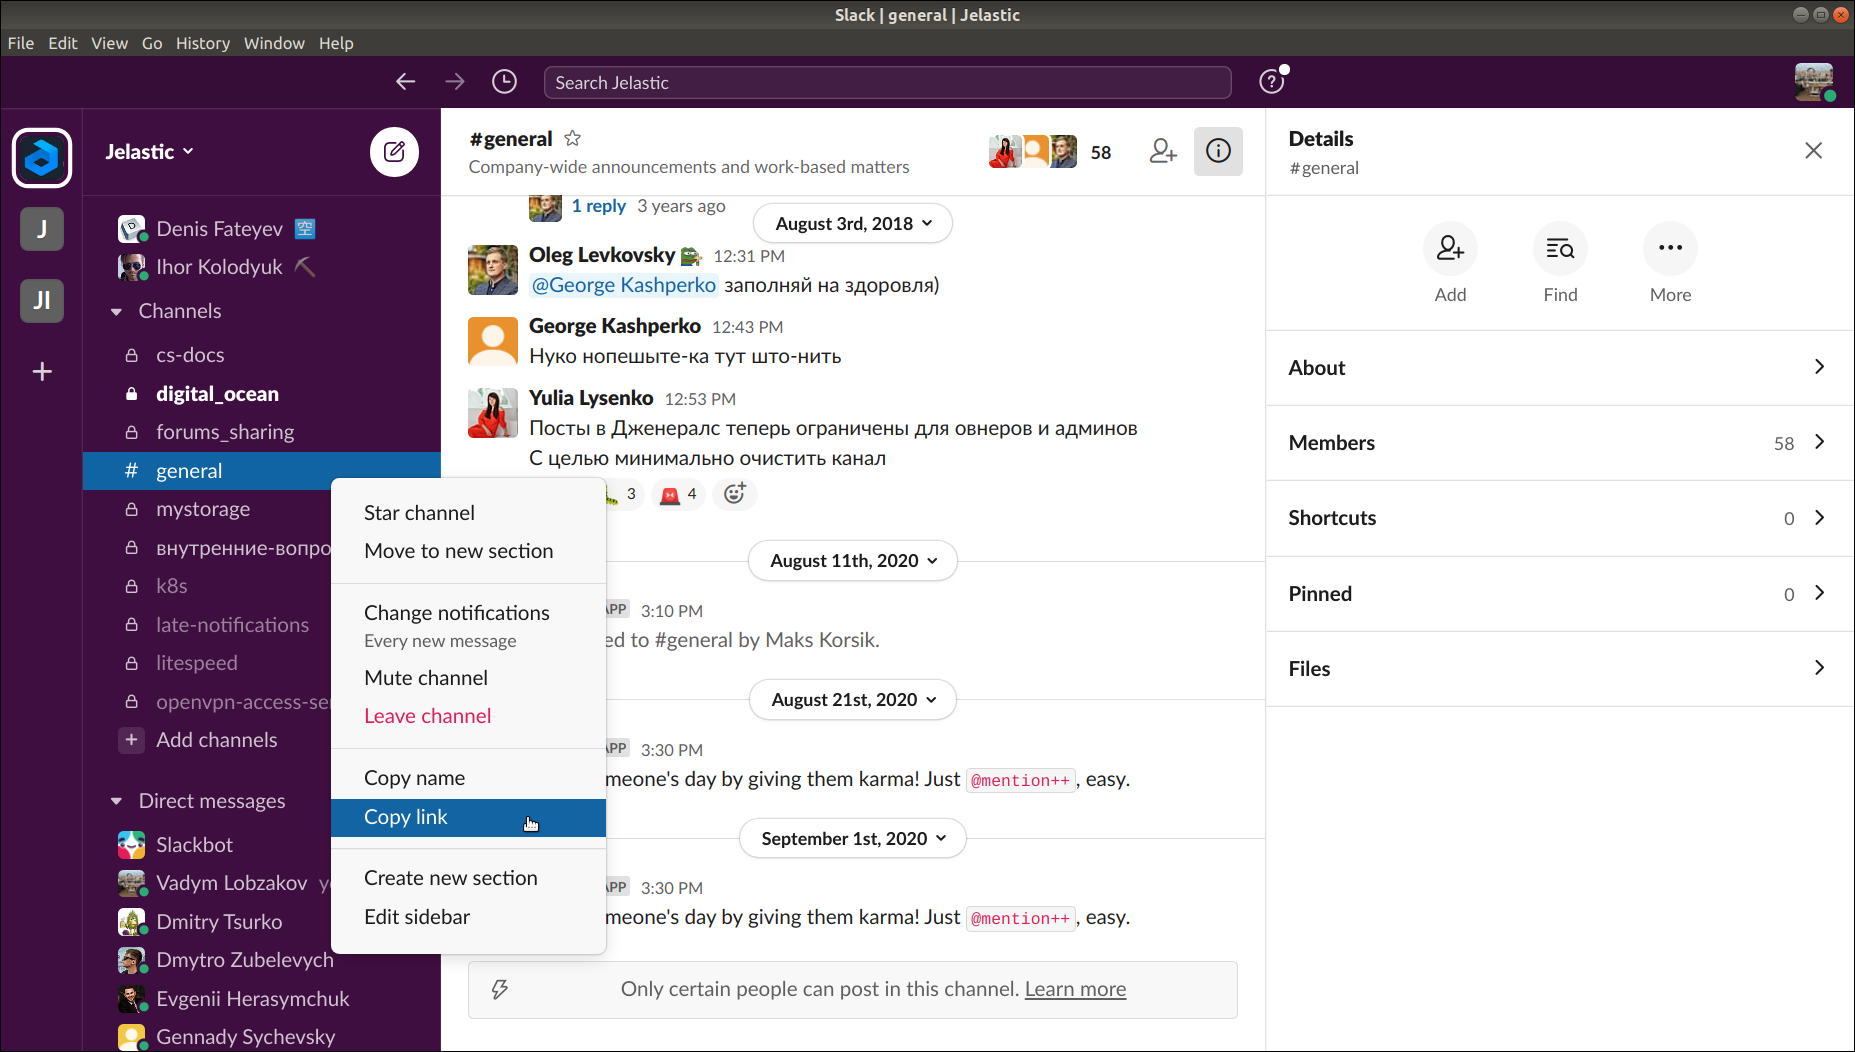 Slack | general | Jelastic
File Edit View Go History Window Help
Search Jelastic
J
JI
Jelastic
Denis Fateyev 空
Ihor Kolodyuk
Channels
cs-docs
digital_ocean
forums_sharing
# general
mystorage
внутренние-вопро
k8s
late-notifications
litespeed
openvpn-access-se
+ Add channels
Direct messages
Slackbot
Vadym Lobzakov y
Dmitry Tsurko
Dmytro Zubelevych
Evgenii Herasymchuk
Gennady Sychevsky
Star channel
Move to new section
Change notifications
Every new message
Mute channel
Leave channel
Copy name
Copy link
Create new section
Edit sidebar
#general
58
Company-wide announcements and work-based matters
1 reply 3 years ago
August 3rd, 2018
Oleg Levkovsky 12:31 PM
@George Kashperko заполняй на здоровля)
George Kashperko 12:43 PM
Нуко нопешыте-ка тут што-нить
Yulia Lysenko 12:53 PM
Посты в Дженералс теперь ограничены для овнеров и админов
С целью минимально очистить канал
3 4
August 11th, 2020
APP 3:10 PM
ed to #general by Maks Korsik.
August 21st, 2020
APP 3:30 PM
meone's day by giving them karma! Just @mention++, easy.
September 1st, 2020
APP 3:30 PM
meone's day by giving them karma! Just @mention++, easy.
Only certain people can post in this channel. Learn more
Details
#general
Add Find More
About
Members 58
Shortcuts 0
Pinned 0
Files